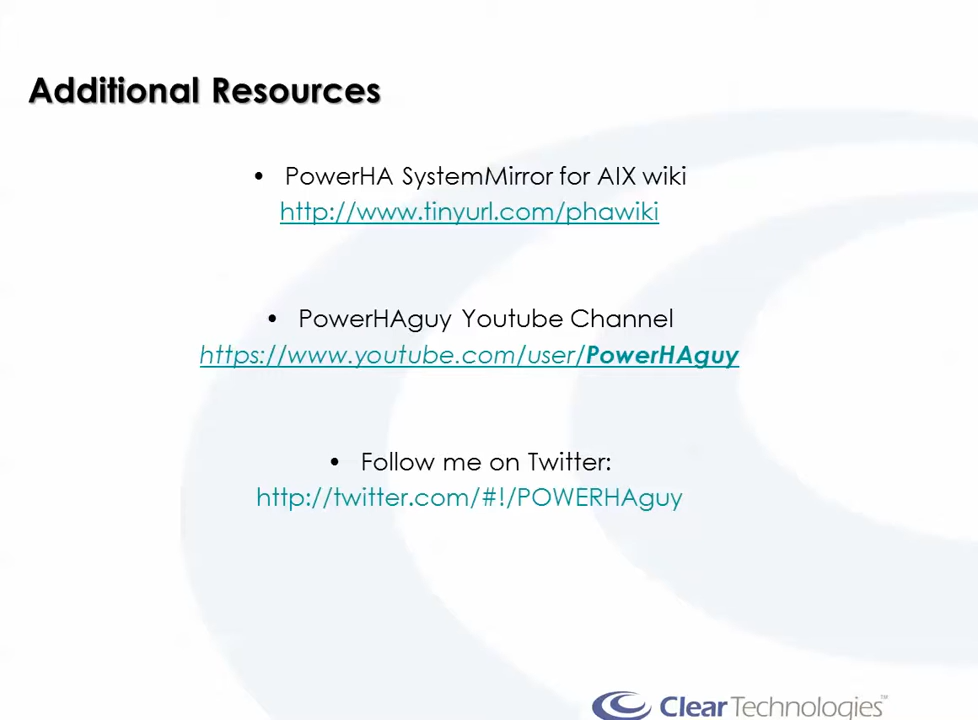 Additional Resources
• PowerHA SystemMirror for AIX wiki
http://www.tinyurl.com/phawiki
• PowerHAguy Youtube Channel
https://www.youtube.com/user/PowerHAguy
• Follow me on Twitter:
http://twitter.com/#!/POWERHAguy
Clear Technologies™